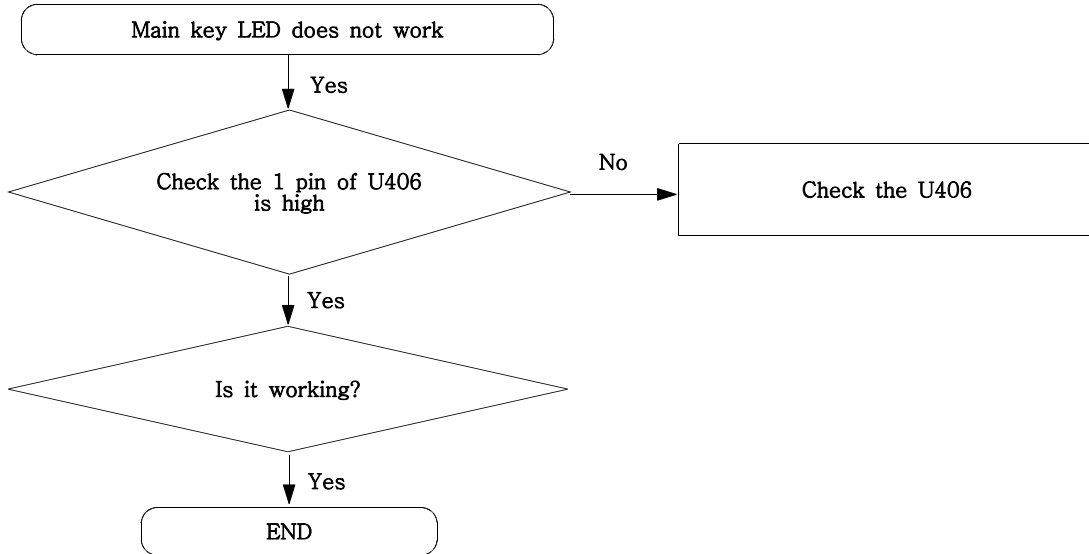 Main key LED does not work
Yes
Check the 1 pin of U406
is high
No
Check the U406
Yes
Is it working?
Yes
END